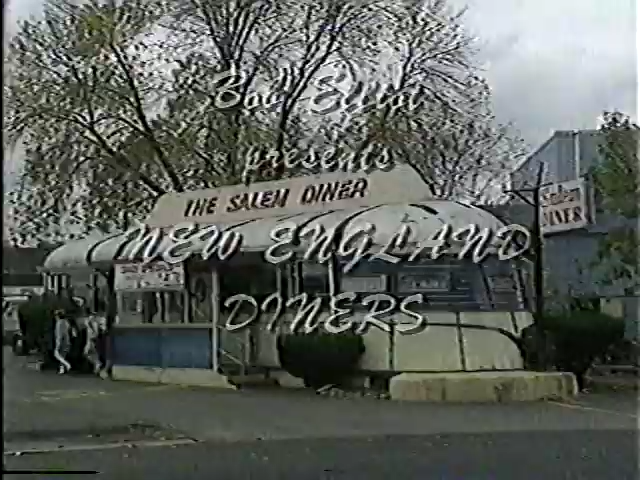 Bob Elliot
presents
THE SALEM DINER
NEW ENGLAND
DINERS
DINER